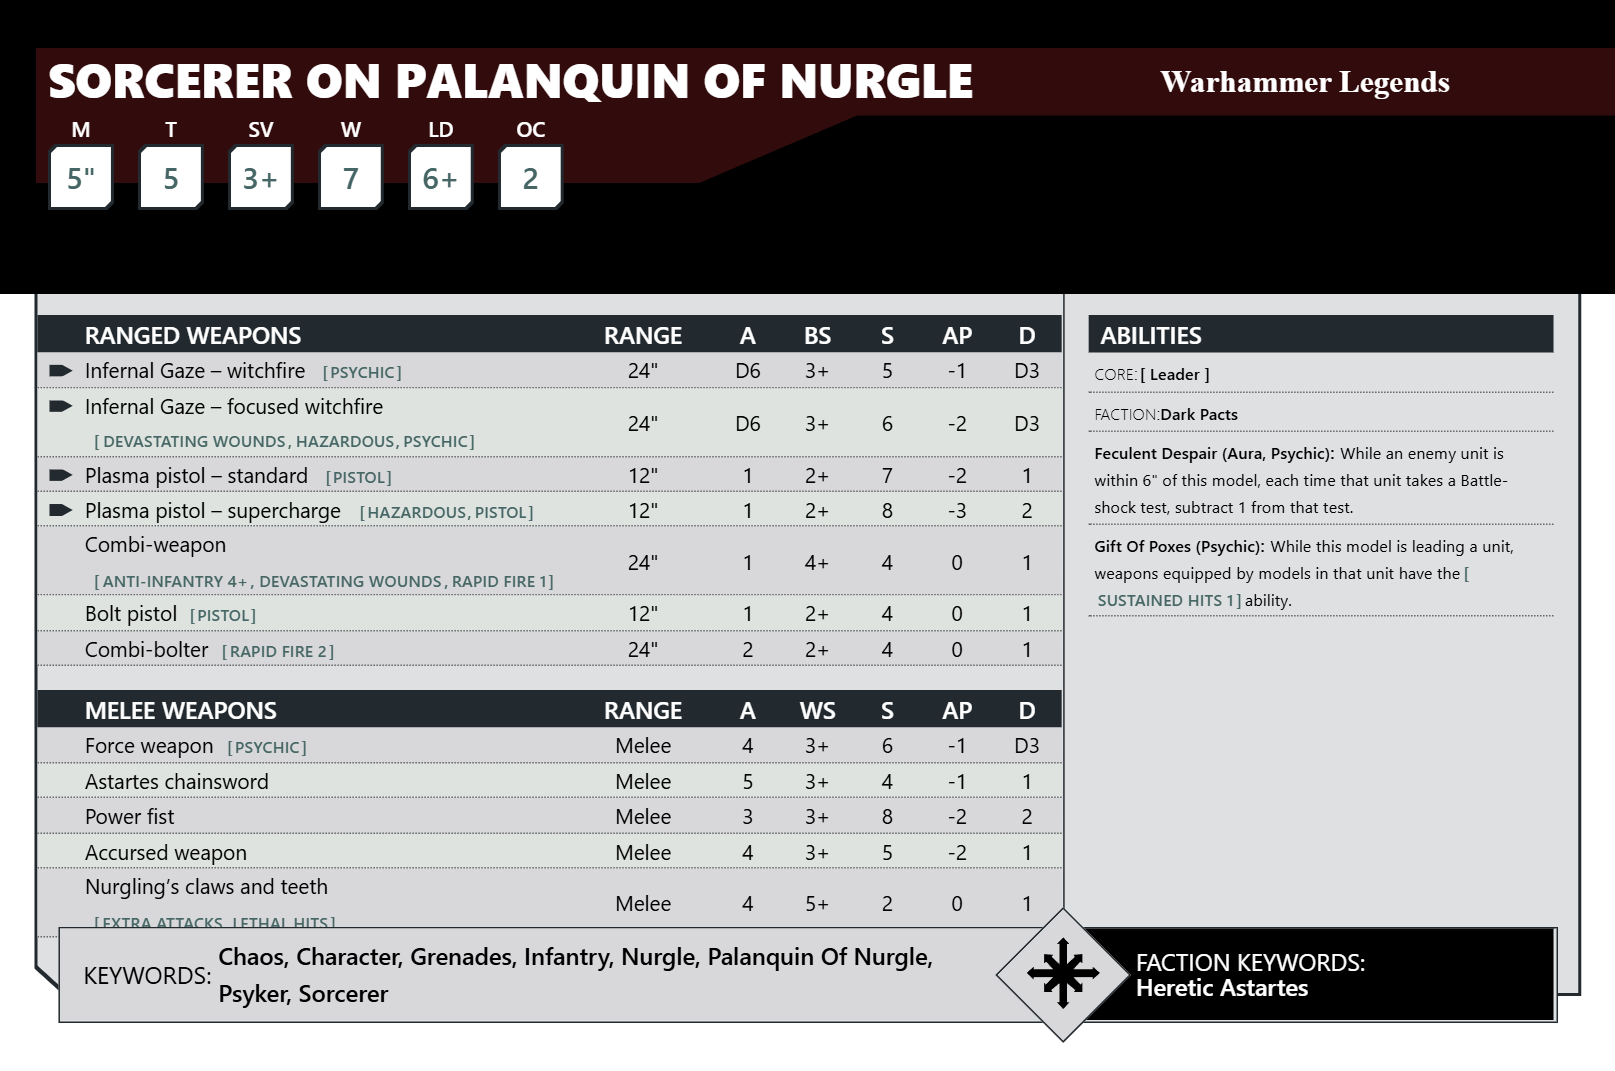 SORCERER ON PALANQUIN OF NURGLE
Warhammer Legends
M T SV W LD OC
5" 5 3+ 7 6+ 2
RANGED WEAPONS RANGE A BS S AP D
Infernal Gaze – witchfire [PSYCHIC] 24" D6 3+ 5 -1 D3
Infernal Gaze – focused witchfire
[DEVASTATING WOUNDS, HAZARDOUS, PSYCHIC] 24" D6 3+ 6 -2 D3
Plasma pistol – standard [PISTOL] 12" 1 2+ 7 -2 1
Plasma pistol – supercharge [HAZARDOUS, PISTOL] 12" 1 2+ 8 -3 2
Combi-weapon
[ANTI-INFANTRY 4+, DEVASTATING WOUNDS, RAPID FIRE 1] 24" 1 4+ 4 0 1
Bolt pistol [PISTOL] 12" 1 2+ 4 0 1
Combi-bolter [RAPID FIRE 2] 24" 2 2+ 4 0 1
MELEE WEAPONS RANGE A WS S AP D
Force weapon [PSYCHIC] Melee 4 3+ 6 -1 D3
Astartes chainsword Melee 5 3+ 4 -1 1
Power fist Melee 3 3+ 8 -2 2
Accursed weapon Melee 4 3+ 5 -2 1
Nurgling’s claws and teeth
[EXTRA ATTACKS, LETHAL HITS] Melee 4 5+ 2 0 1
ABILITIES
CORE: [ Leader ]
FACTION: Dark Pacts
Feculent Despair (Aura, Psychic): While an enemy unit is
within 6" of this model, each time that unit takes a Battle-
shock test, subtract 1 from that test.
Gift Of Poxes (Psychic): While this model is leading a unit,
weapons equipped by models in that unit have the [
SUSTAINED HITS 1] ability.
KEYWORDS: Chaos, Character, Grenades, Infantry, Nurgle, Palanquin Of Nurgle,
Psyker, Sorcerer
FACTION KEYWORDS:
Heretic Astartes